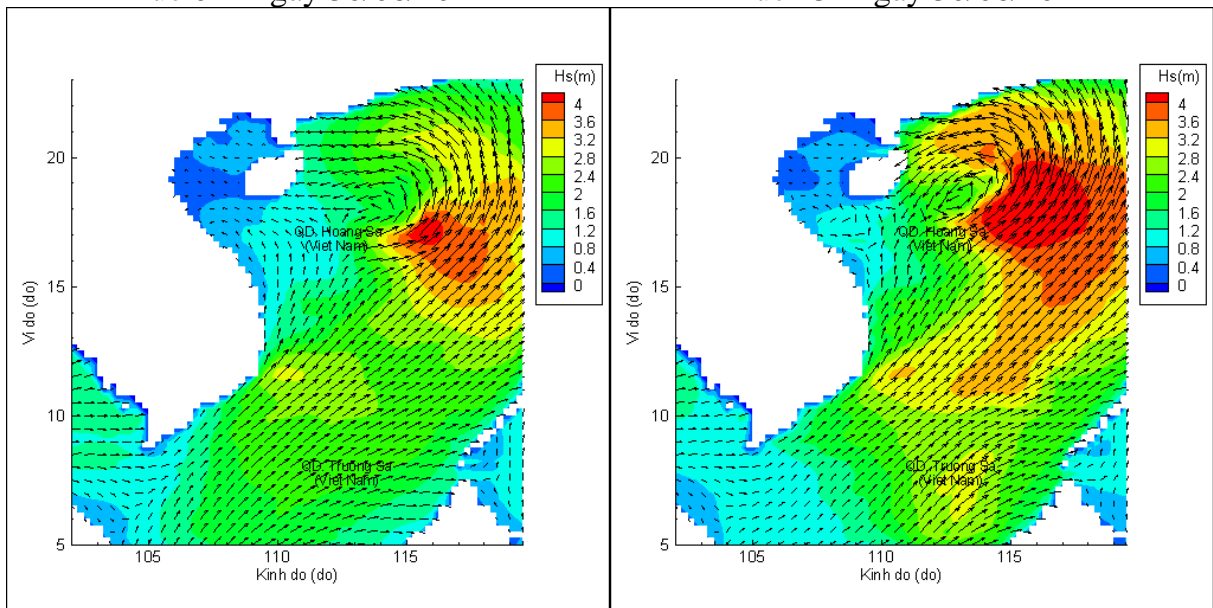 Hs(m)
4
3.6
3.2
2.8
2.4
2
1.6
1.2
0.8
0.4
0
20
15
10
5
Vi do (do)
QD. Hoang Sa
(Viet Nam)
QD. Truong Sa
(Viet Nam)
105
110
115
Kinh do (do)
Hs(m)
4
3.6
3.2
2.8
2.4
2
1.6
1.2
0.8
0.4
0
20
15
10
5
Vi do (do)
QD. Hoang Sa
(Viet Nam)
QD. Truong Sa
(Viet Nam)
105
110
115
Kinh do (do)